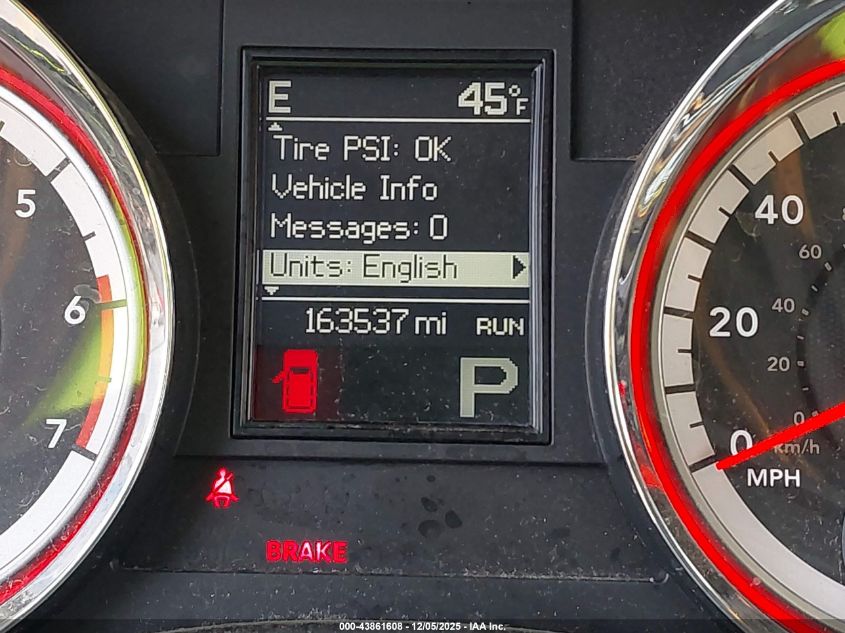 E 45°F
Tire PSI: OK
Vehicle Info
Messages: 0
Units: English
163537 mi RUN
P
5
6
7
40
20
0
MPH
60
40
20
0
km/h
BRAKE
000-43861608 - 12/05/2025 - IAA Inc.